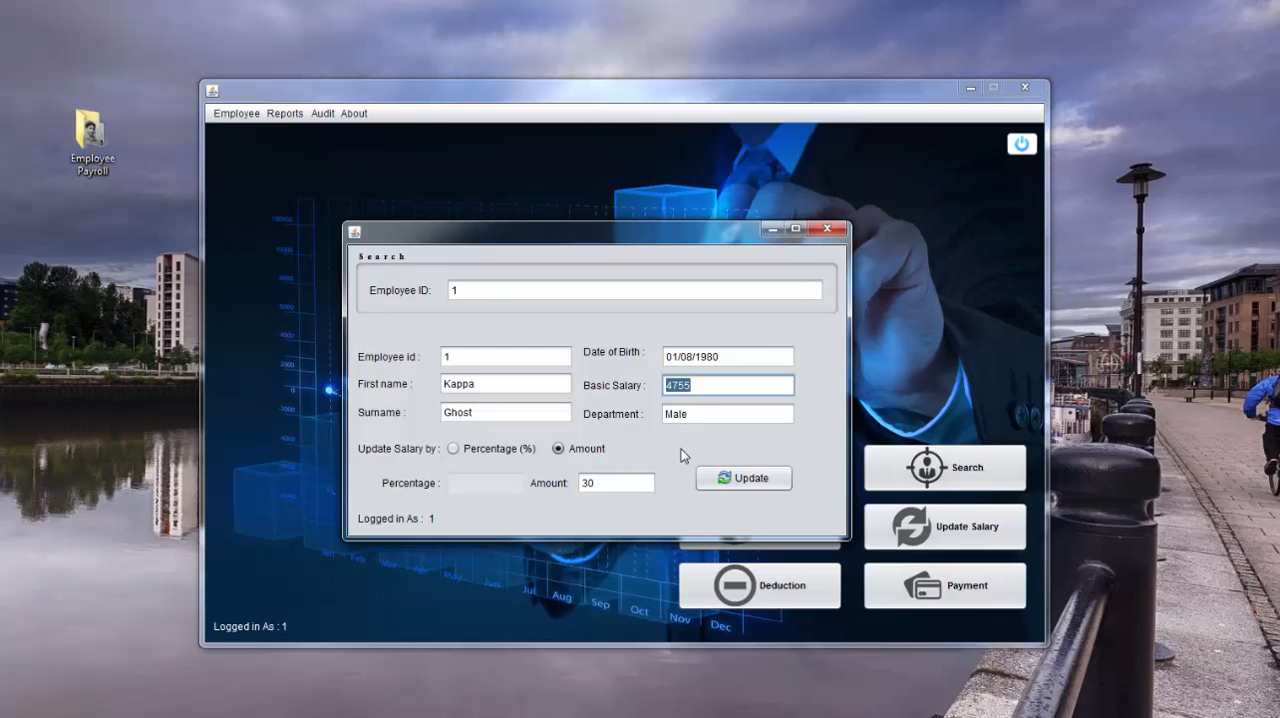 Employee Payroll
Employee Reports Audit About
Search
Employee ID: 1
Employee id : 1
Date of Birth : 01/08/1980
First name : Kappa
Basic Salary : 4755
Surname : Ghost
Department : Male
Update Salary by : Percentage (%) Amount
Percentage : Amount: 30
Update
Logged in As : 1
Search
Update Salary
Deduction
Payment
Jul
Aug
Sep
Oct
Nov
Dec
Logged in As : 1